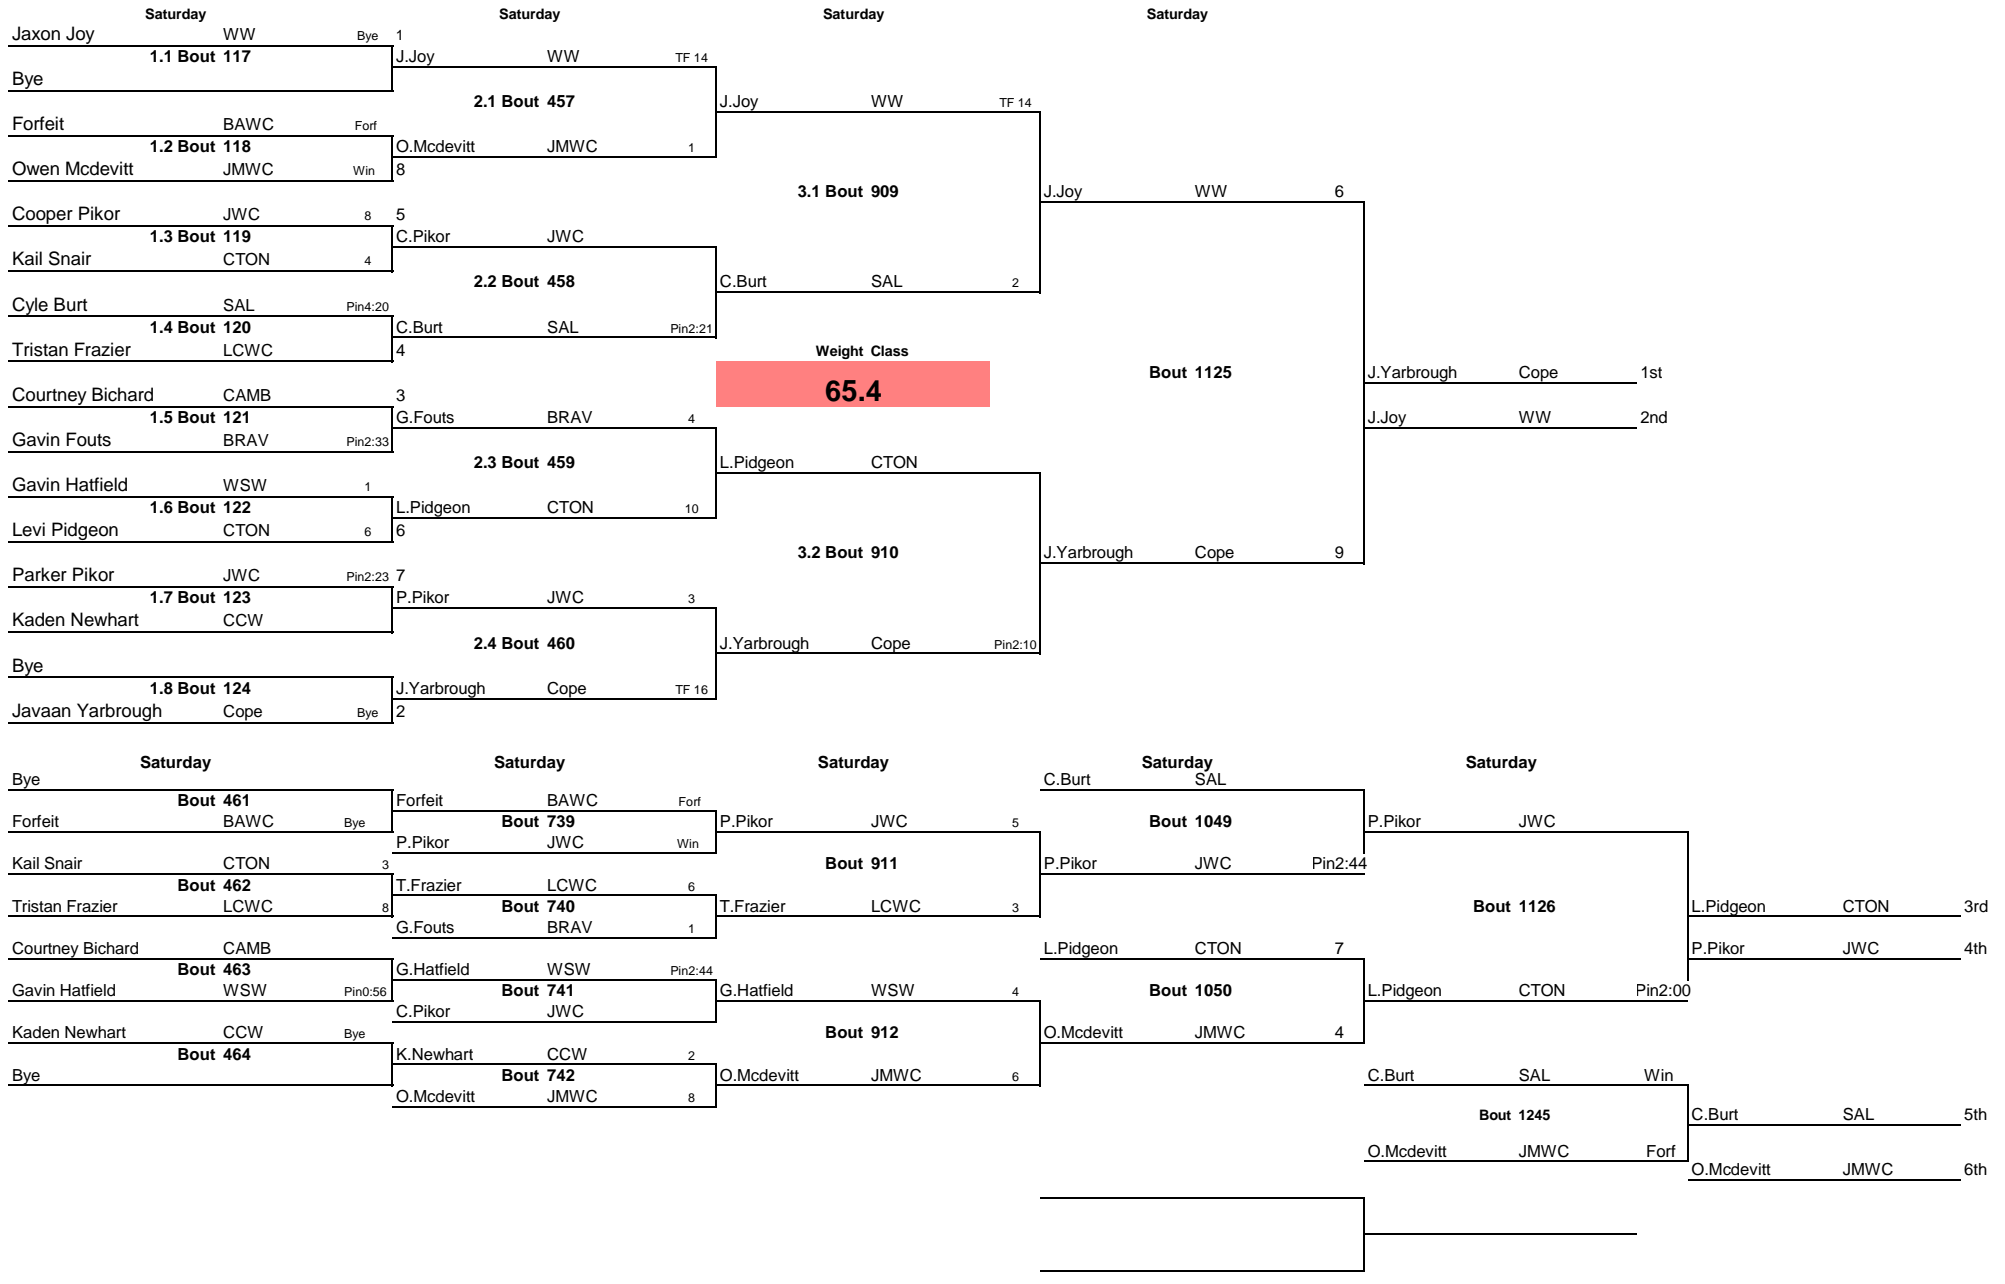 Saturday Saturday Saturday Saturday
Jaxon Joy WW Bye 1
1.1 Bout 117 J.Joy WW TF 14
Bye
2.1 Bout 457 J.Joy WW TF 14
Forfeit BAWC Forf
1.2 Bout 118 O.Mcdevitt JMWC 1
Owen Mcdevitt JMWC Win 8
3.1 Bout 909 J.Joy WW 6
Cooper Pikor JWC 8 5
1.3 Bout 119 C.Pikor JWC
Kail Snair CTON 4
2.2 Bout 458 C.Burt SAL 2
Cyle Burt SAL Pin4:20
1.4 Bout 120 C.Burt SAL Pin2:21
Tristan Frazier LCWC 4 Weight Class
Bout 1125 J.Yarbrough Cope 1st
65.4
Courtney Bichard CAMB 3
1.5 Bout 121 G.Fouts BRAV 4 J.Joy WW 2nd
Gavin Fouts BRAV Pin2:33
2.3 Bout 459 L.Pidgeon CTON
Gavin Hatfield WSW 1
1.6 Bout 122 L.Pidgeon CTON 10
Levi Pidgeon CTON 6 6
3.2 Bout 910 J.Yarbrough Cope 9
Parker Pikor JWC Pin2:23 7
1.7 Bout 123 P.Pikor JWC 3
Kaden Newhart CCW
2.4 Bout 460 J.Yarbrough Cope Pin2:10
Bye
1.8 Bout 124 J.Yarbrough Cope TF 16
Javaan Yarbrough Cope Bye 2
Saturday Saturday Saturday Saturday Saturday
Bye C.Burt SAL
Bout 461 Forfeit BAWC Forf
Forfeit BAWC Bye Bout 739 P.Pikor JWC 5 Bout 1049 P.Pikor JWC
P.Pikor JWC Win
Kail Snair CTON 3 Bout 911 P.Pikor JWC Pin2:44
Bout 462 T.Frazier LCWC 6
Tristan Frazier LCWC 8 Bout 740 T.Frazier LCWC 3 Bout 1126 L.Pidgeon CTON 3rd
G.Fouts BRAV 1
Courtney Bichard CAMB L.Pidgeon CTON 7 P.Pikor JWC 4th
Bout 463 G.Hatfield WSW Pin2:44
Gavin Hatfield WSW Pin0:56 Bout 741 G.Hatfield WSW 4 Bout 1050 L.Pidgeon CTON Pin2:00
C.Pikor JWC
Kaden Newhart CCW Bye Bout 912 O.Mcdevitt JMWC 4
Bout 464 K.Newhart CCW 2
Bye Bout 742 O.Mcdevitt JMWC 6 C.Burt SAL Win
O.Mcdevitt JMWC 8
Bout 1245 C.Burt SAL 5th
O.Mcdevitt JMWC Forf
O.Mcdevitt JMWC 6th